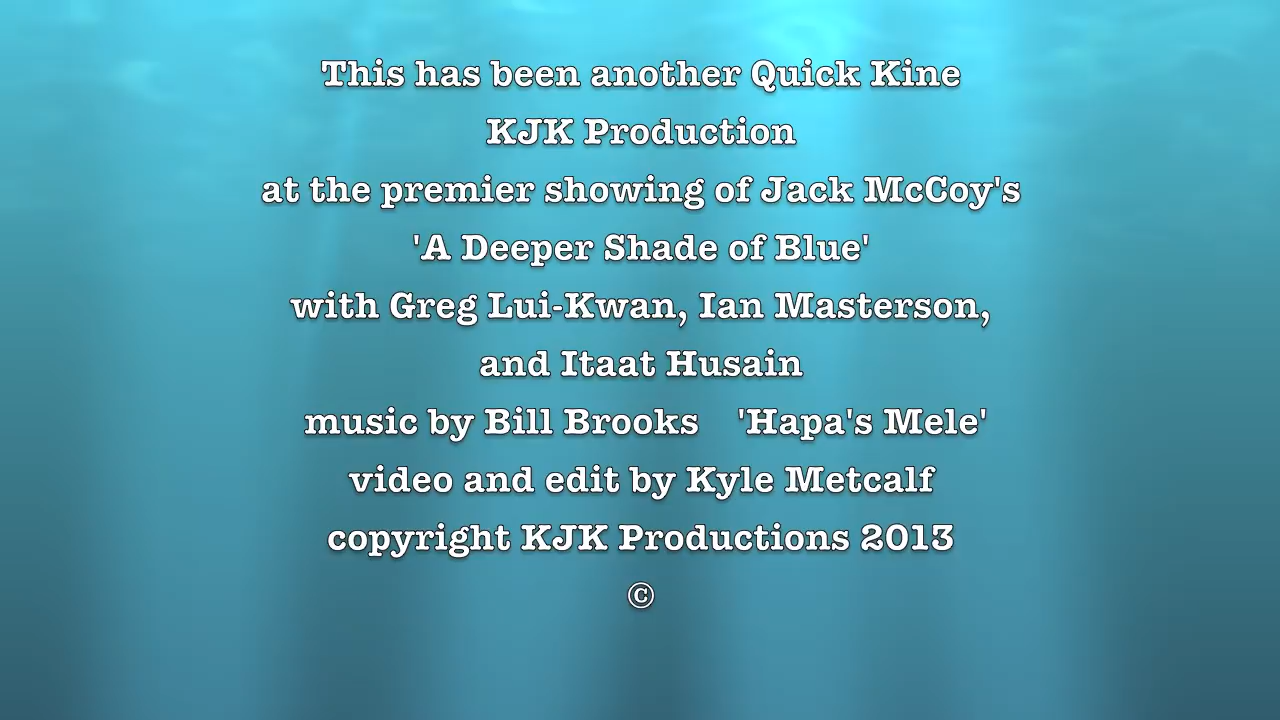 This has been another Quick Kine
KJK Production
at the premier showing of Jack McCoy's
'A Deeper Shade of Blue'
with Greg Lui-Kwan, Ian Masterson,
and Itaat Husain
music by Bill Brooks    'Hapa's Mele'
video and edit by Kyle Metcalf
copyright KJK Productions 2013
©